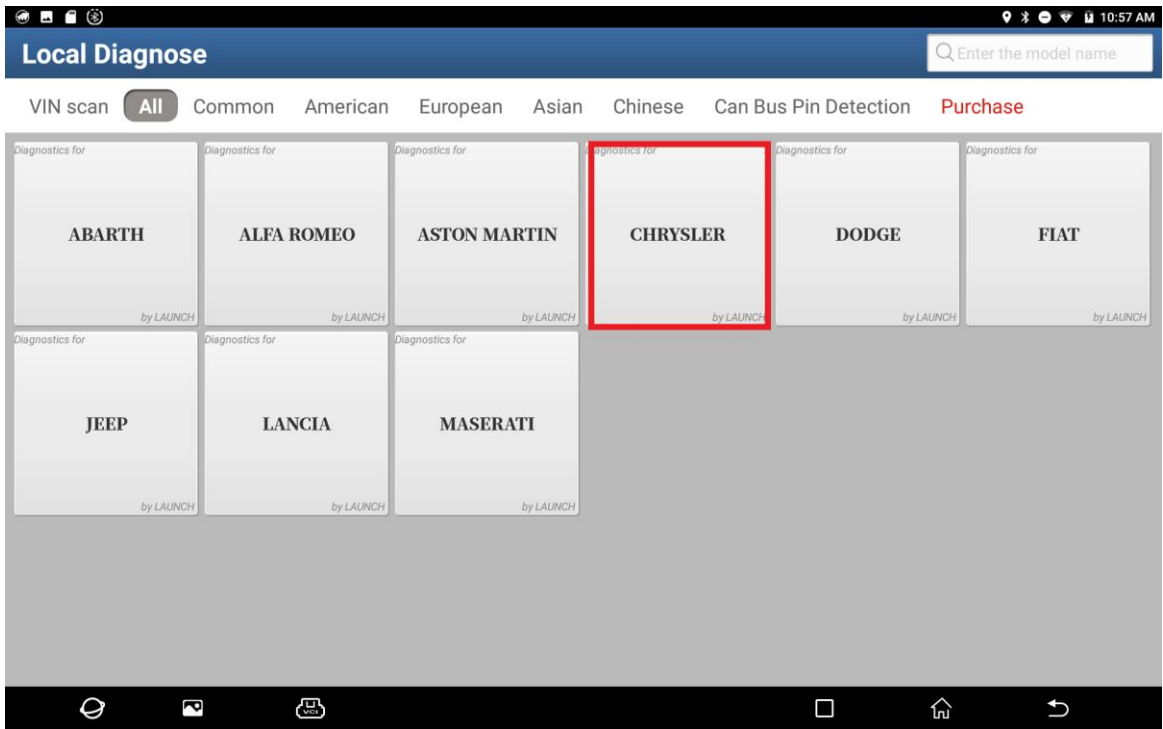 10:57 AM
Local Diagnose
Enter the model name
VIN scan All Common American European Asian Chinese Can Bus Pin Detection Purchase
Diagnostics for Diagnostics for Diagnostics for Diagnostics for Diagnostics for Diagnostics for
ABARTH ALFA ROMEO ASTON MARTIN CHRYSLER DODGE FIAT
by LAUNCH by LAUNCH by LAUNCH by LAUNCH by LAUNCH by LAUNCH
Diagnostics for Diagnostics for Diagnostics for
JEEP LANCIA MASERATI
by LAUNCH by LAUNCH by LAUNCH
VCI